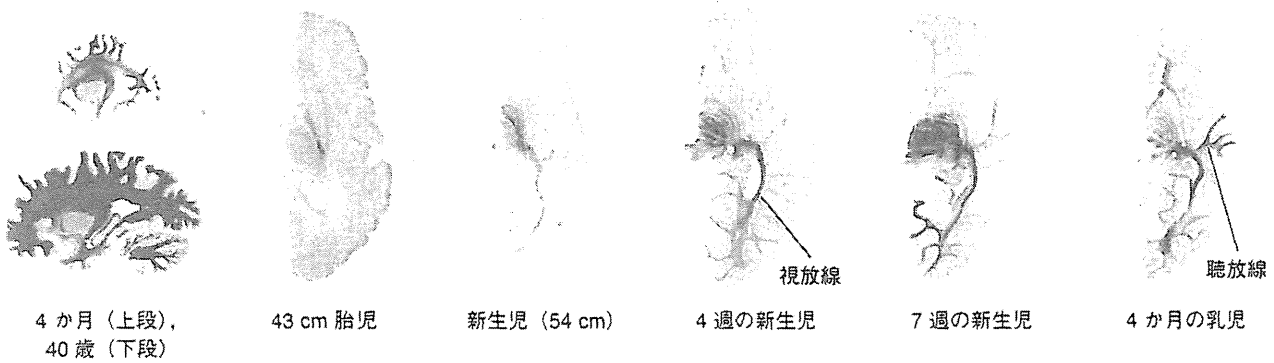 視放線
聴放線
4 か月（上段），
40 歳（下段）
43 cm 胎児
新生児（54 cm）
4 週の新生児
7 週の新生児
4 か月の乳児